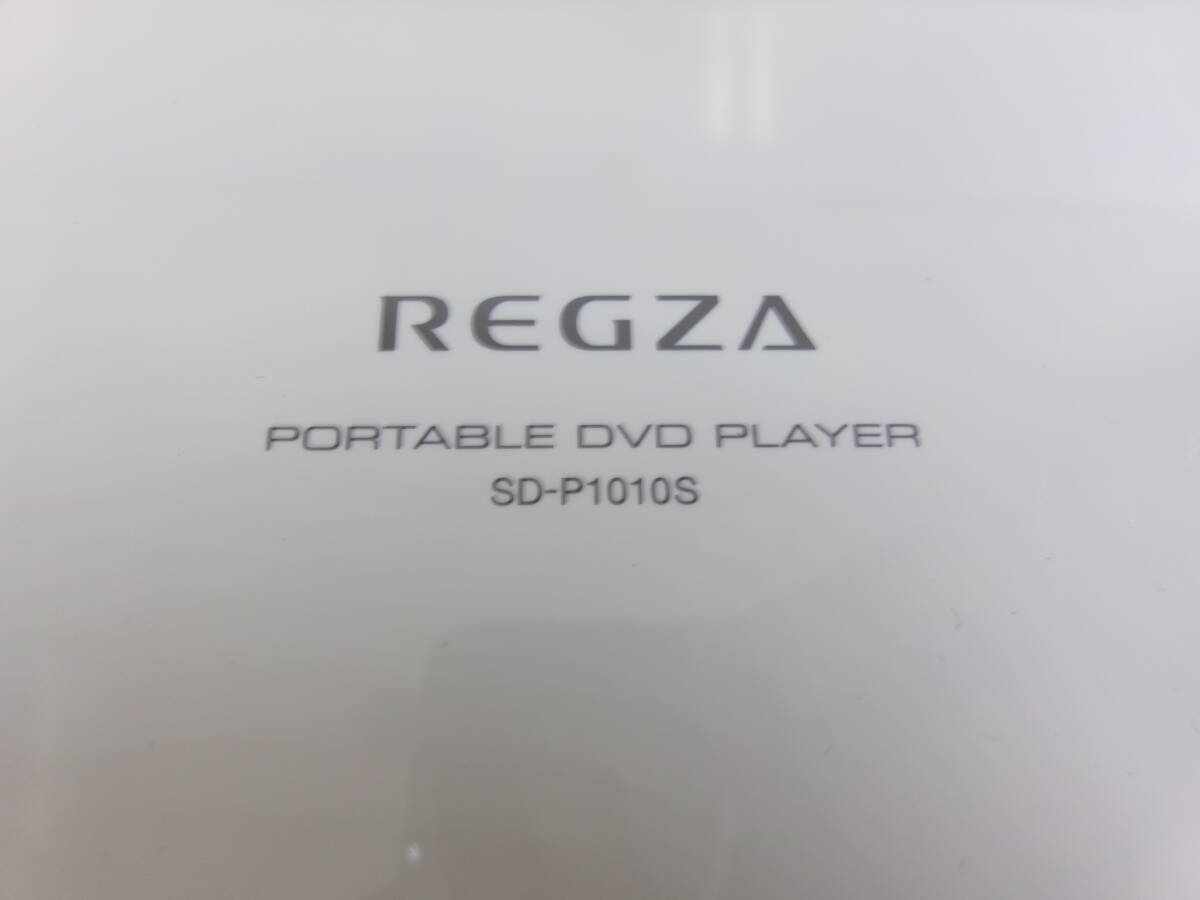 REGZA
PORTABLE DVD PLAYER
SD-P1010S